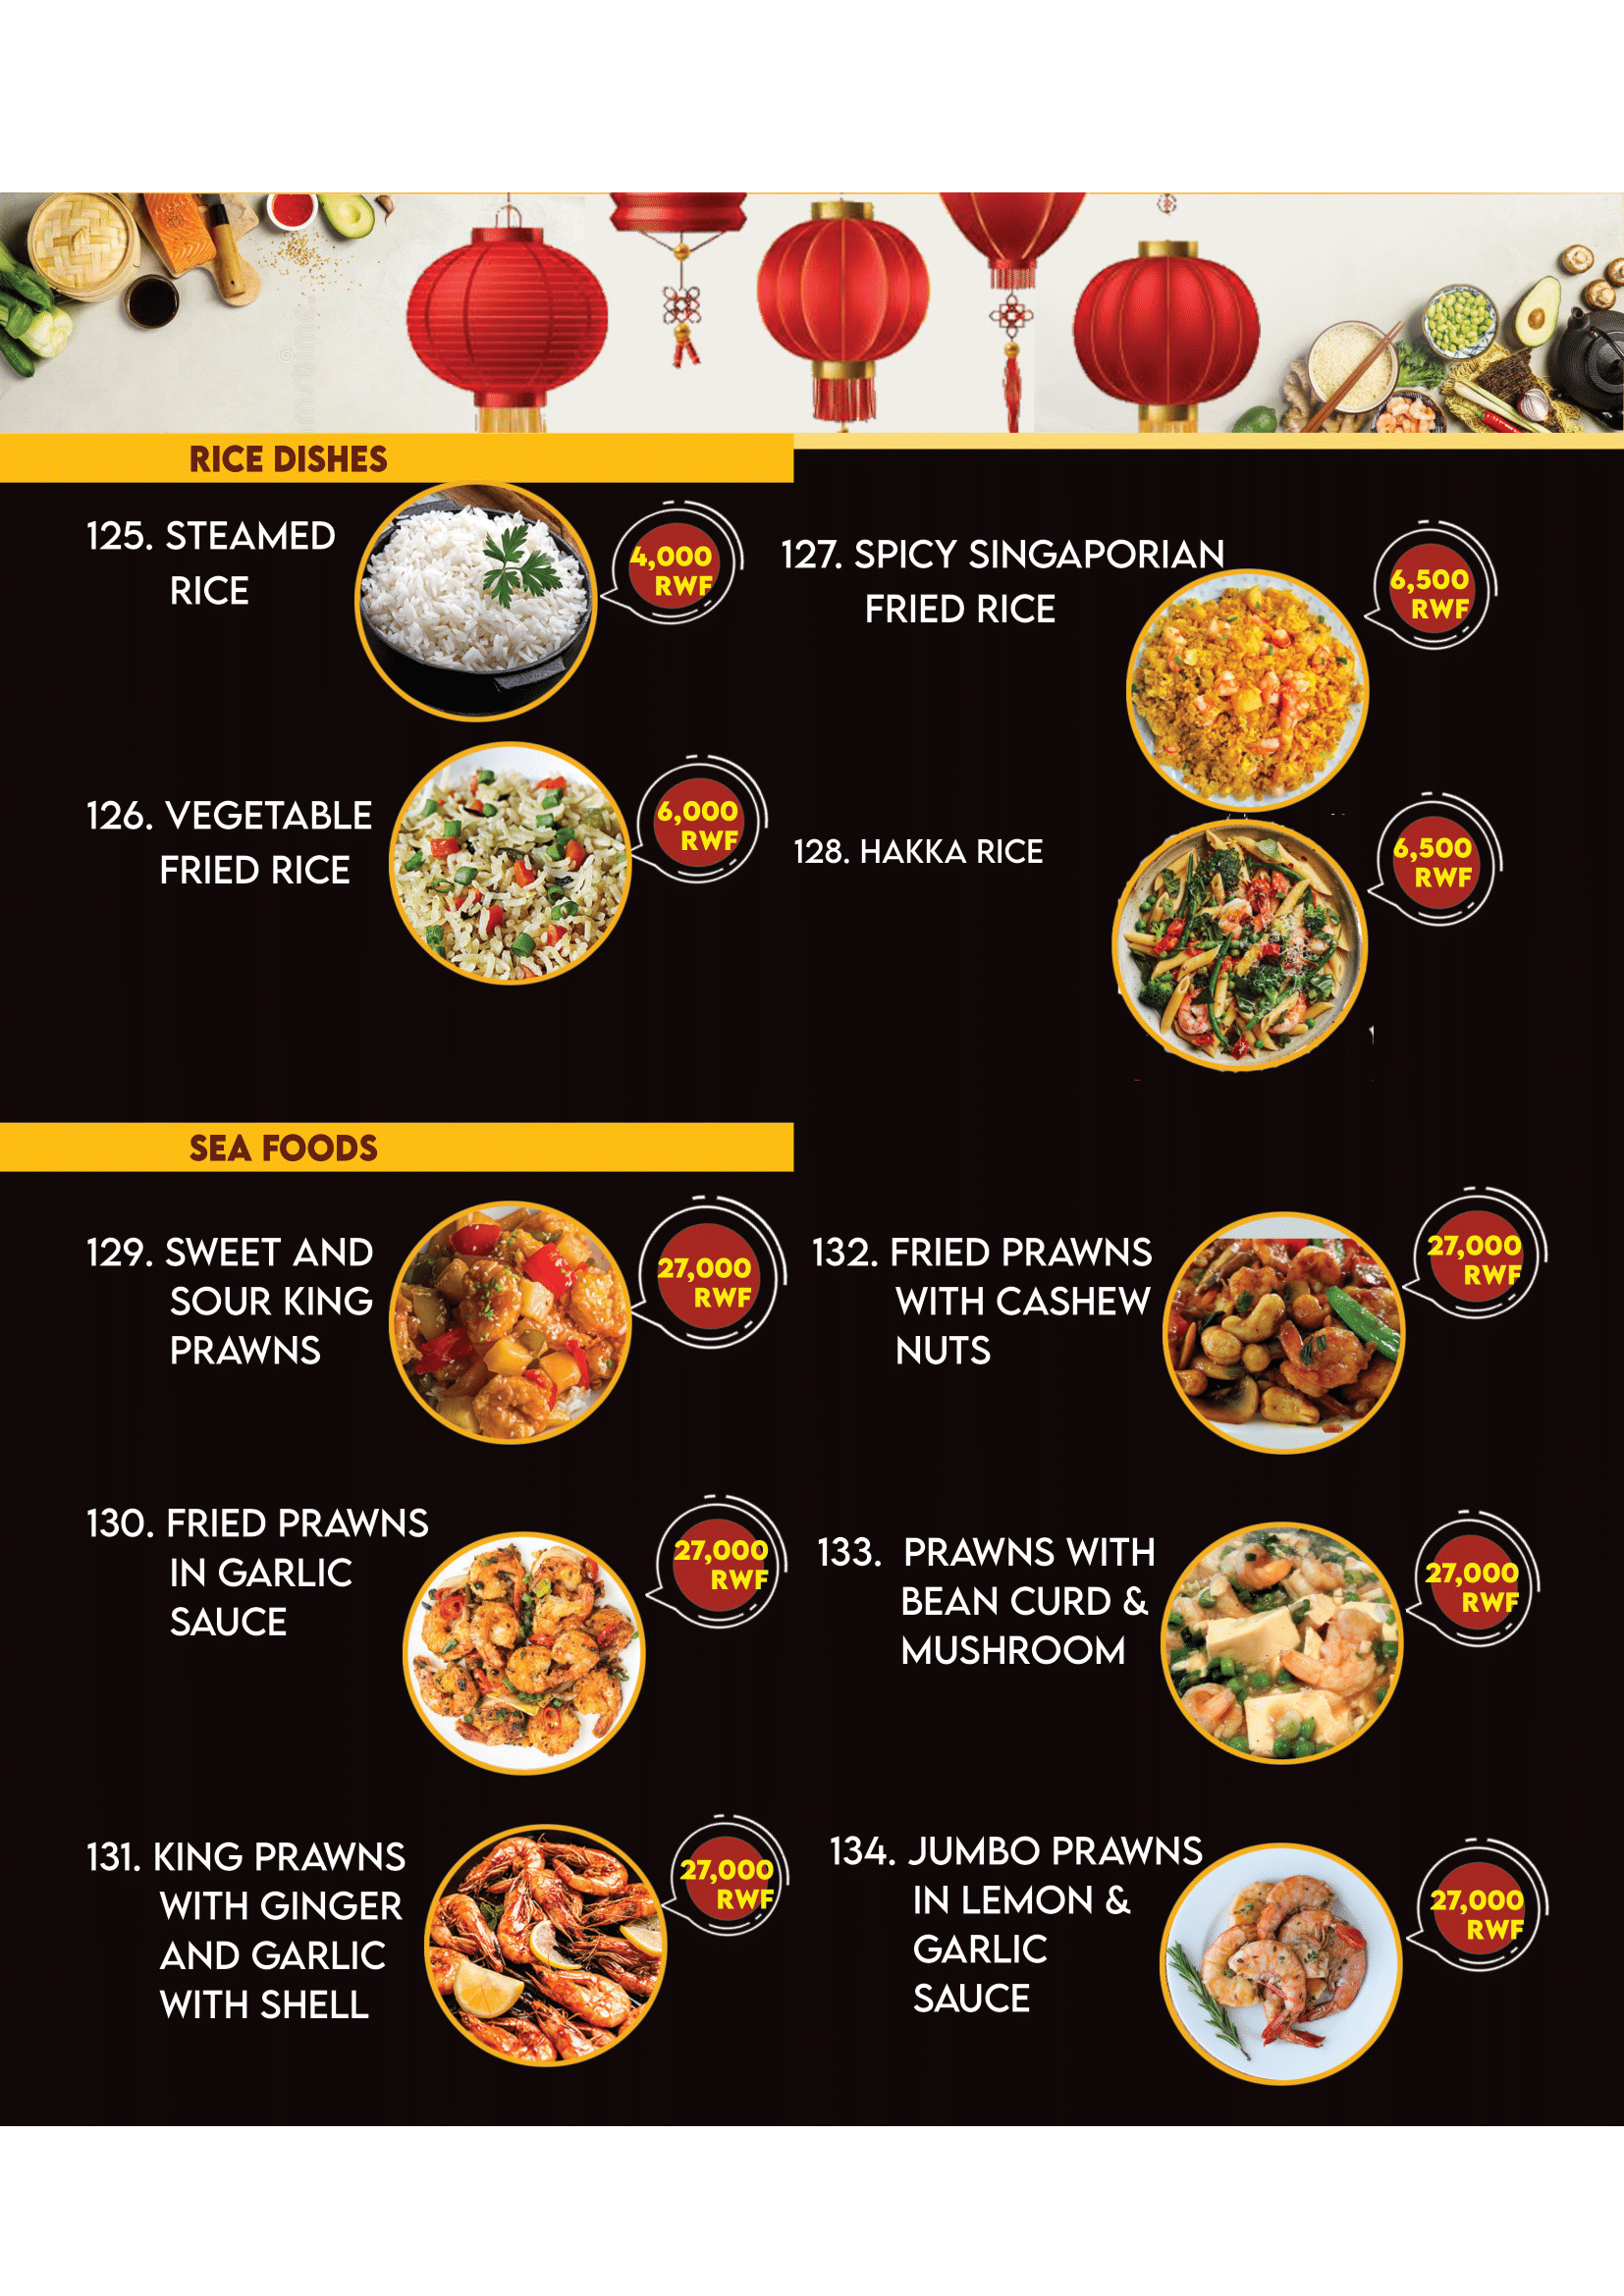 RICE DISHES
125. STEAMED
RICE
4,000
RWF
126. VEGETABLE
FRIED RICE
6,000
RWF
127. SPICY SINGAPORIAN
FRIED RICE
6,500
RWF
128. HAKKA RICE
6,500
RWF
SEA FOODS
129. SWEET AND
SOUR KING
PRAWNS
27,000
RWF
130. FRIED PRAWNS
IN GARLIC
SAUCE
27,000
RWF
131. KING PRAWNS
WITH GINGER
AND GARLIC
WITH SHELL
27,000
RWF
132. FRIED PRAWNS
WITH CASHEW
NUTS
27,000
RWF
133. PRAWNS WITH
BEAN CURD &
MUSHROOM
27,000
RWF
134. JUMBO PRAWNS
IN LEMON &
GARLIC
SAUCE
27,000
RWF